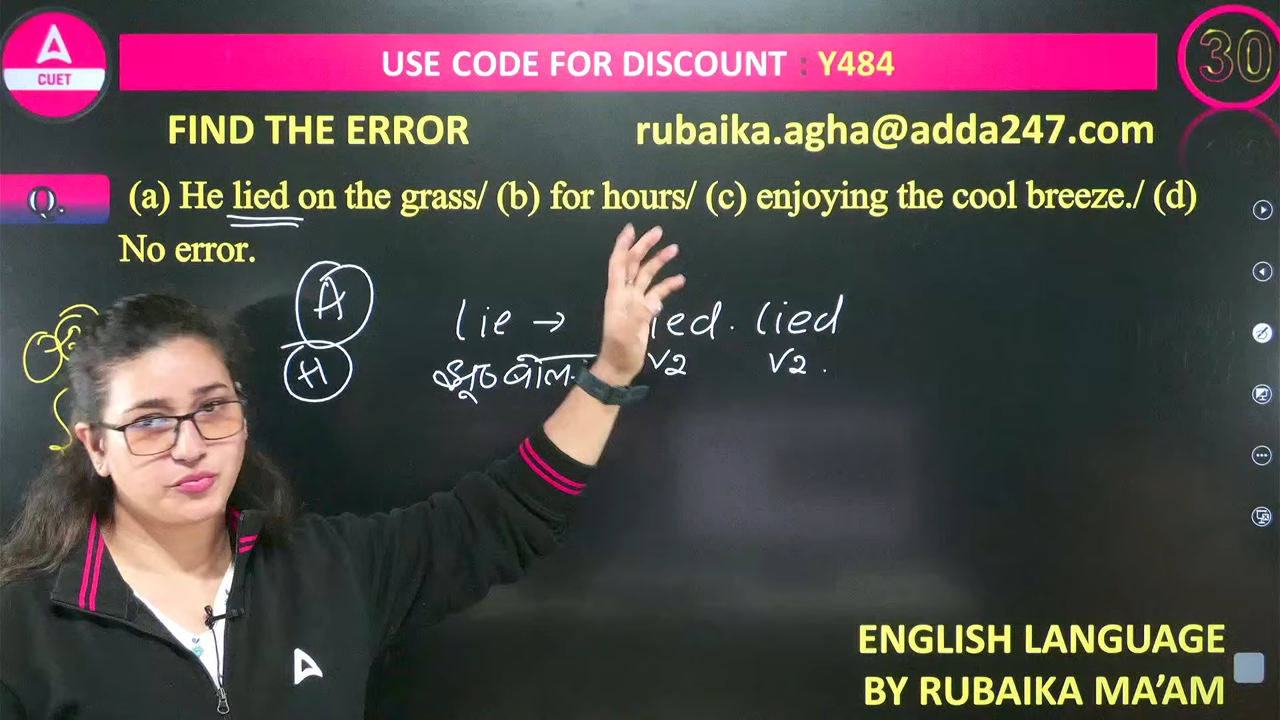 CUET
USE CODE FOR DISCOUNT : Y484
30
FIND THE ERROR
rubaika.agha@adda247.com
Q.
(a) He lied on the grass/ (b) for hours/ (c) enjoying the cool breeze./ (d)
No error.
A
H
lie → ied. lied
झूठ बोल V2 V2.
ENGLISH LANGUAGE
BY RUBAIKA MA'AM